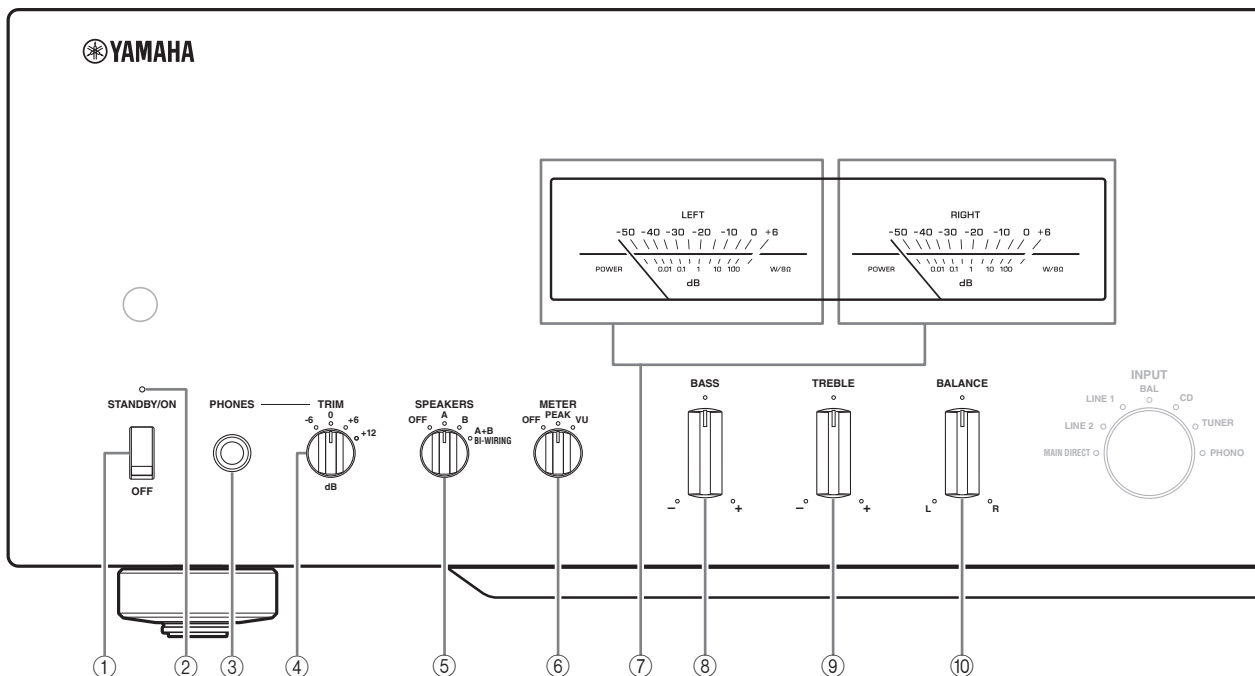 YAMAHA
LEFT
-50 -40 -30 -20 -10 0 +6
POWER 0.01 0.1 1 10 100 W/8Ω
dB
RIGHT
-50 -40 -30 -20 -10 0 +6
POWER 0.01 0.1 1 10 100 W/8Ω
dB
STANDBY/ON
OFF
PHONES
TRIM
-6 0 +6 +12
dB
SPEAKERS
OFF A B A+B
BI-WIRING
METER
OFF PEAK VU
BASS
– +
TREBLE
– +
BALANCE
L R
INPUT
MAIN DIRECT
LINE 2
LINE 1
BAL
CD
TUNER
PHONO
① ② ③ ④ ⑤ ⑥ ⑦ ⑧ ⑨ ⑩